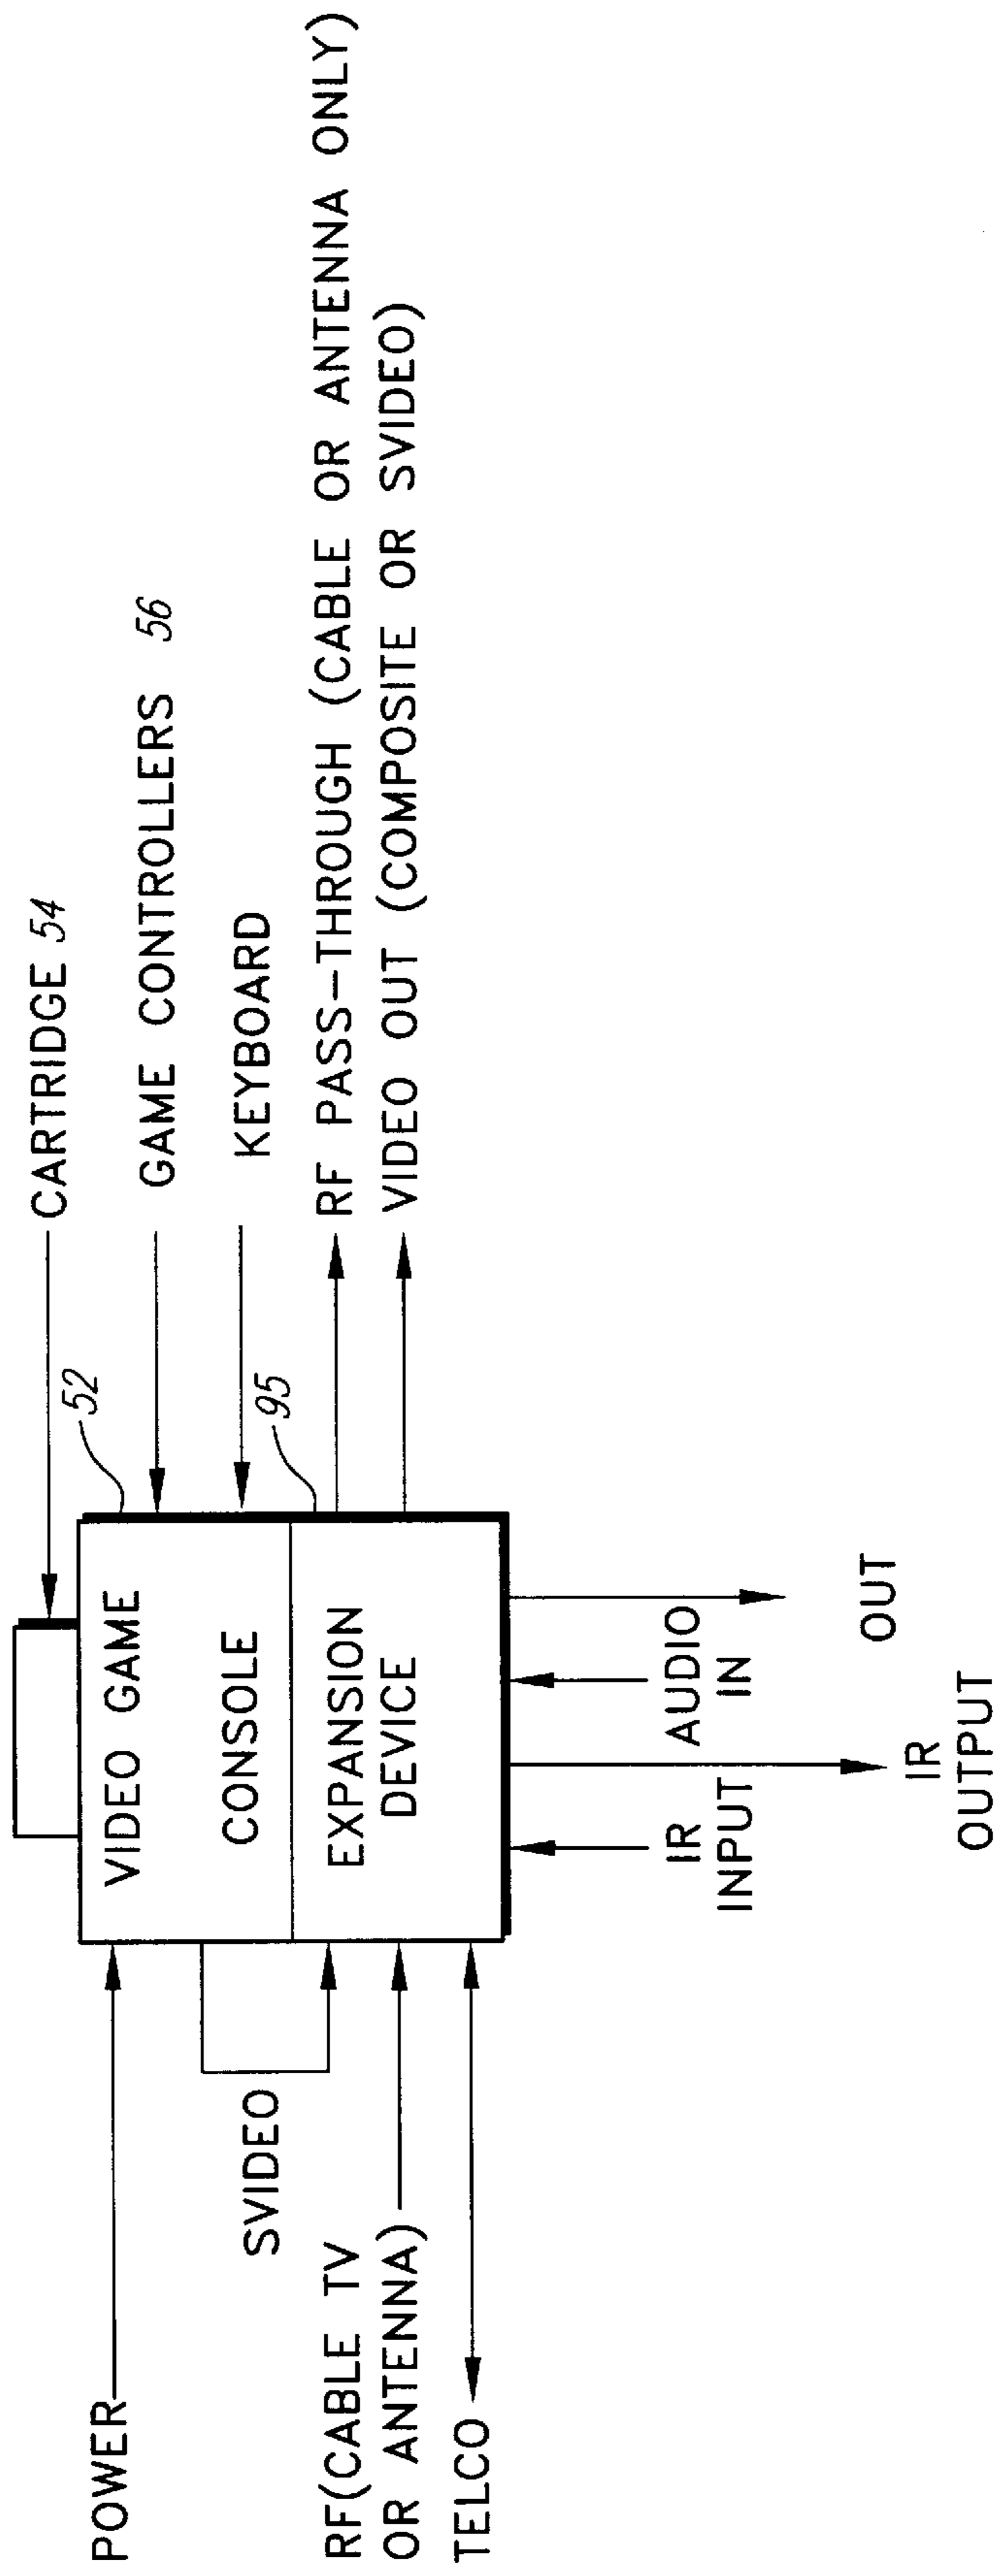 CARTRIDGE 54
52
GAME CONTROLLERS 56
KEYBOARD
95
RF PASS-THROUGH (CABLE OR ANTENNA ONLY)
VIDEO OUT (COMPOSITE OR SVIDEO)
VIDEO GAME
CONSOLE
EXPANSION
DEVICE
POWER
SVIDEO
RF(CABLE TV
OR ANTENNA)
TELCO
IR
INPUT
AUDIO
IN
OUT
IR
OUTPUT